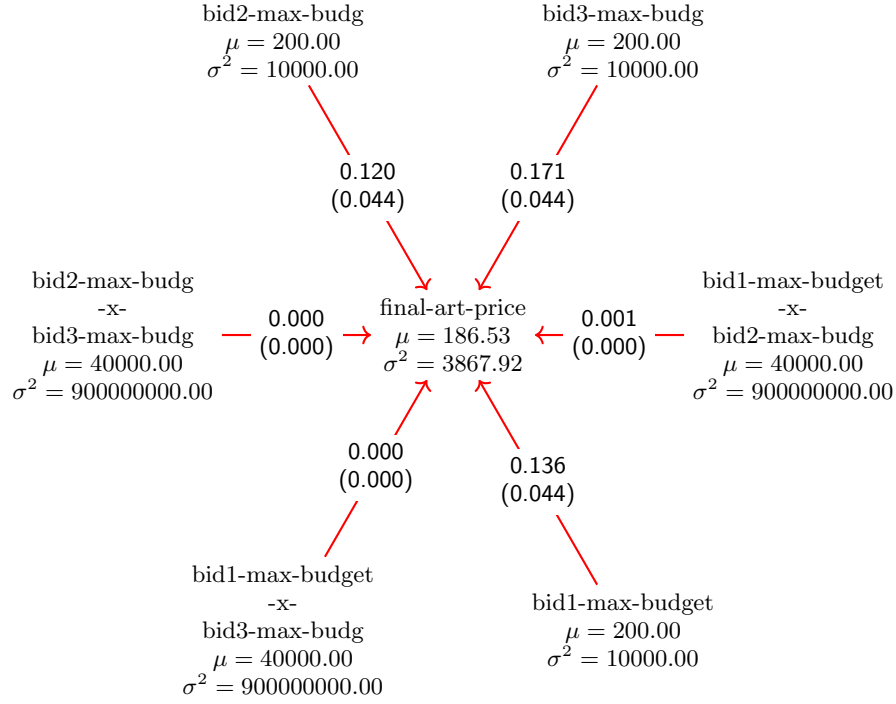 bid2-max-budg
μ = 200.00
σ² = 10000.00
bid3-max-budg
μ = 200.00
σ² = 10000.00
0.120
(0.044)
0.171
(0.044)
bid2-max-budg
-x-
bid3-max-budg
μ = 40000.00
σ² = 900000000.00
0.000
(0.000)
final-art-price
μ = 186.53
σ² = 3867.92
0.001
(0.000)
bid1-max-budget
-x-
bid2-max-budg
μ = 40000.00
σ² = 900000000.00
0.000
(0.000)
0.136
(0.044)
bid1-max-budget
-x-
bid3-max-budg
μ = 40000.00
σ² = 900000000.00
bid1-max-budget
μ = 200.00
σ² = 10000.00